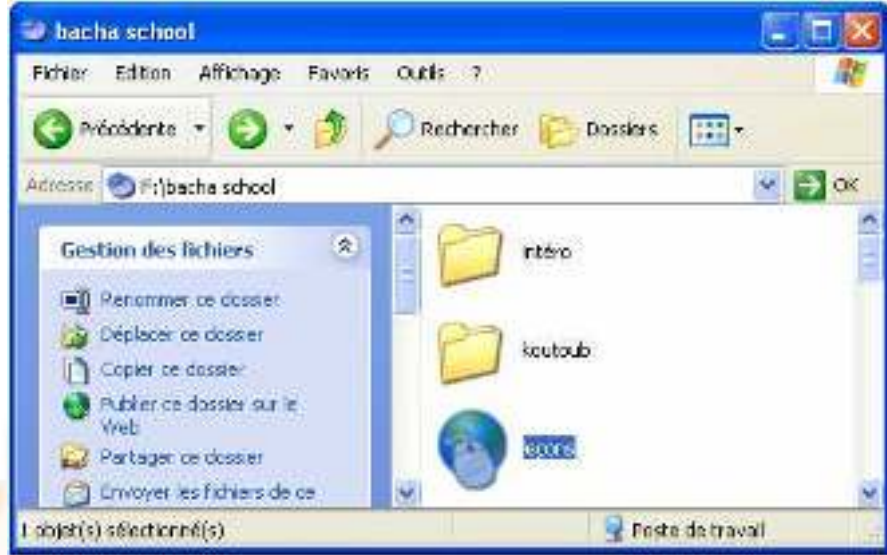 bacha school
Fichier Edition Affichage Favoris Outils ?
Précédente Rechercher Dossiers
Adresse F:\bacha school OK
Gestion des fichiers
Renommer ce dossier
Déplacer ce dossier
Copier ce dossier
Publier ce dossier sur le
Web
Partager ce dossier
Envoyer les fichiers de ce
intéro
koutoub
lecons
1 objet(s) sélectionné(s) Poste de travail